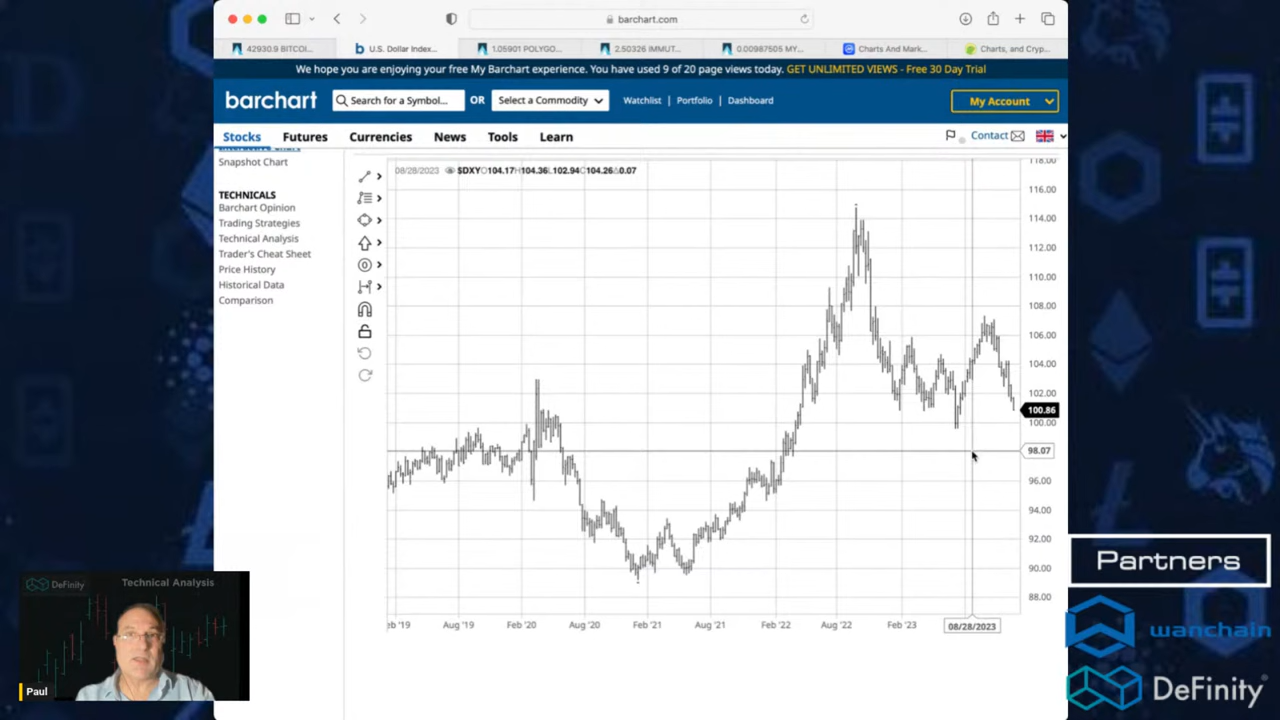 barchart.com
42930.9 BITCOI...
U.S. Dollar Index...
1.05901 POLYGO...
2.50326 IMMUT...
0.00987505 MY...
Charts And Mark...
Charts, and Cryp...
We hope you are enjoying your free My Barchart experience. You have used 9 of 20 page views today. GET UNLIMITED VIEWS - Free 30 Day Trial
barchart
Search for a Symbol...
OR
Select a Commodity
Watchlist | Portfolio | Dashboard
My Account
Stocks Futures Currencies News Tools Learn
Contact
Snapshot Chart
TECHNICALS
Barchart Opinion
Trading Strategies
Technical Analysis
Trader's Cheat Sheet
Price History
Historical Data
Comparison
08/28/2023 $DXY O104.17 H104.36 L102.94 C104.26 Δ0.07
118.00
116.00
114.00
112.00
110.00
108.00
106.00
104.00
102.00
100.86
100.00
98.07
96.00
94.00
92.00
90.00
88.00
eb '19 Aug '19 Feb '20 Aug '20 Feb '21 Aug '21 Feb '22 Aug '22 Feb '23 08/28/2023
DeFinity Technical Analysis
Paul
Partners
wanchain
DeFinity